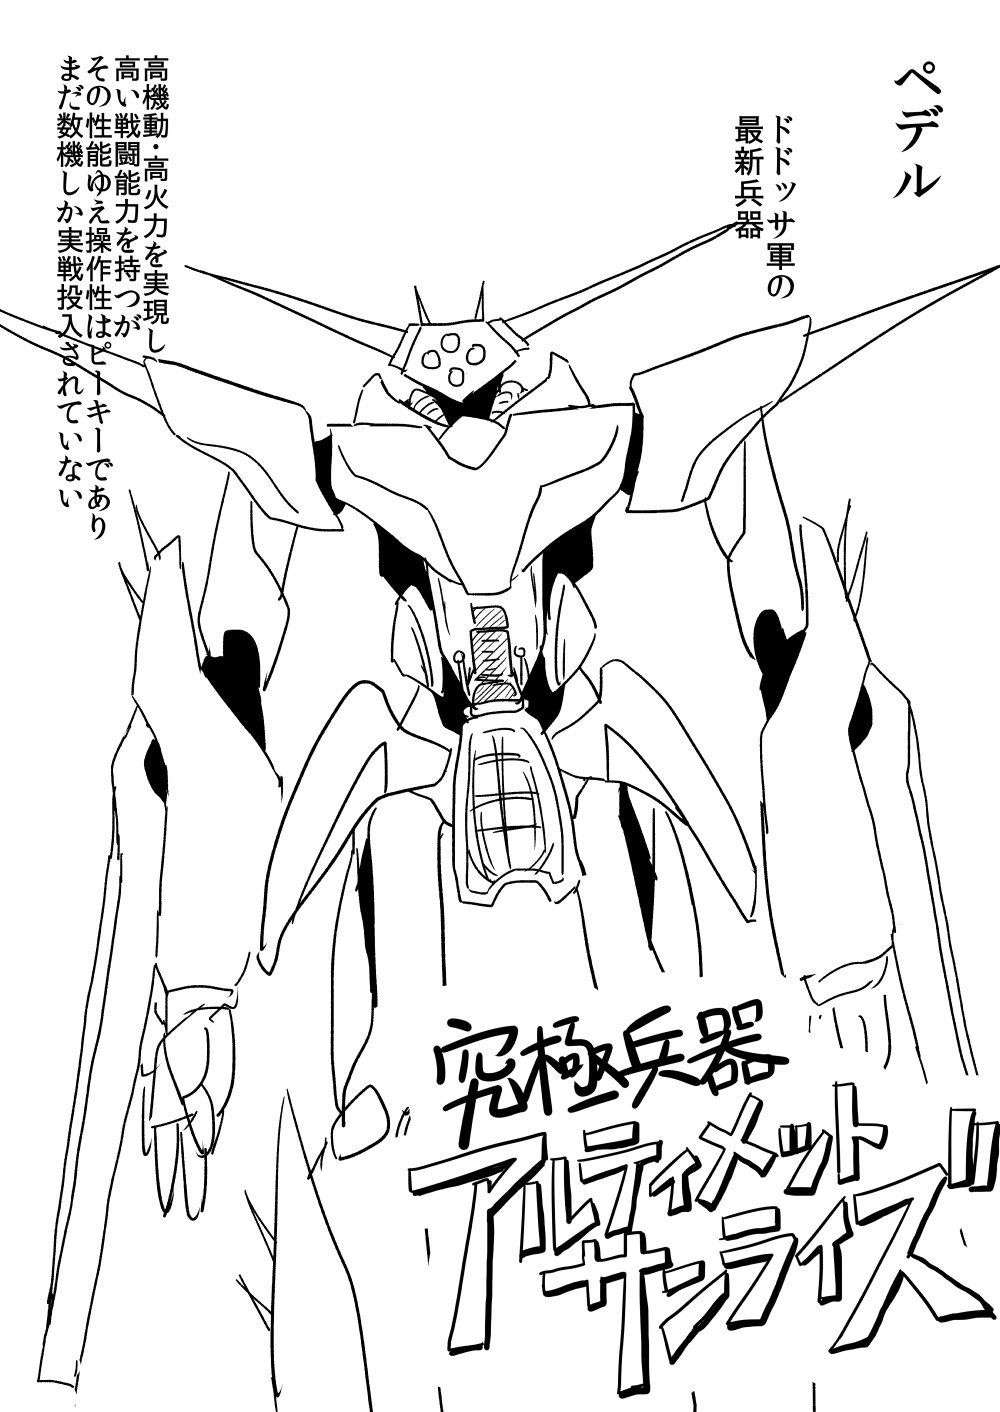 ペデル
ドドッサ軍の
最新兵器
高機動・高火力を実現し
高い戦闘能力を持つが
その性能ゆえ操作性はピーキーであり
まだ数機しか実戦投入されていない
究極兵器
アルティメット
サンライズ